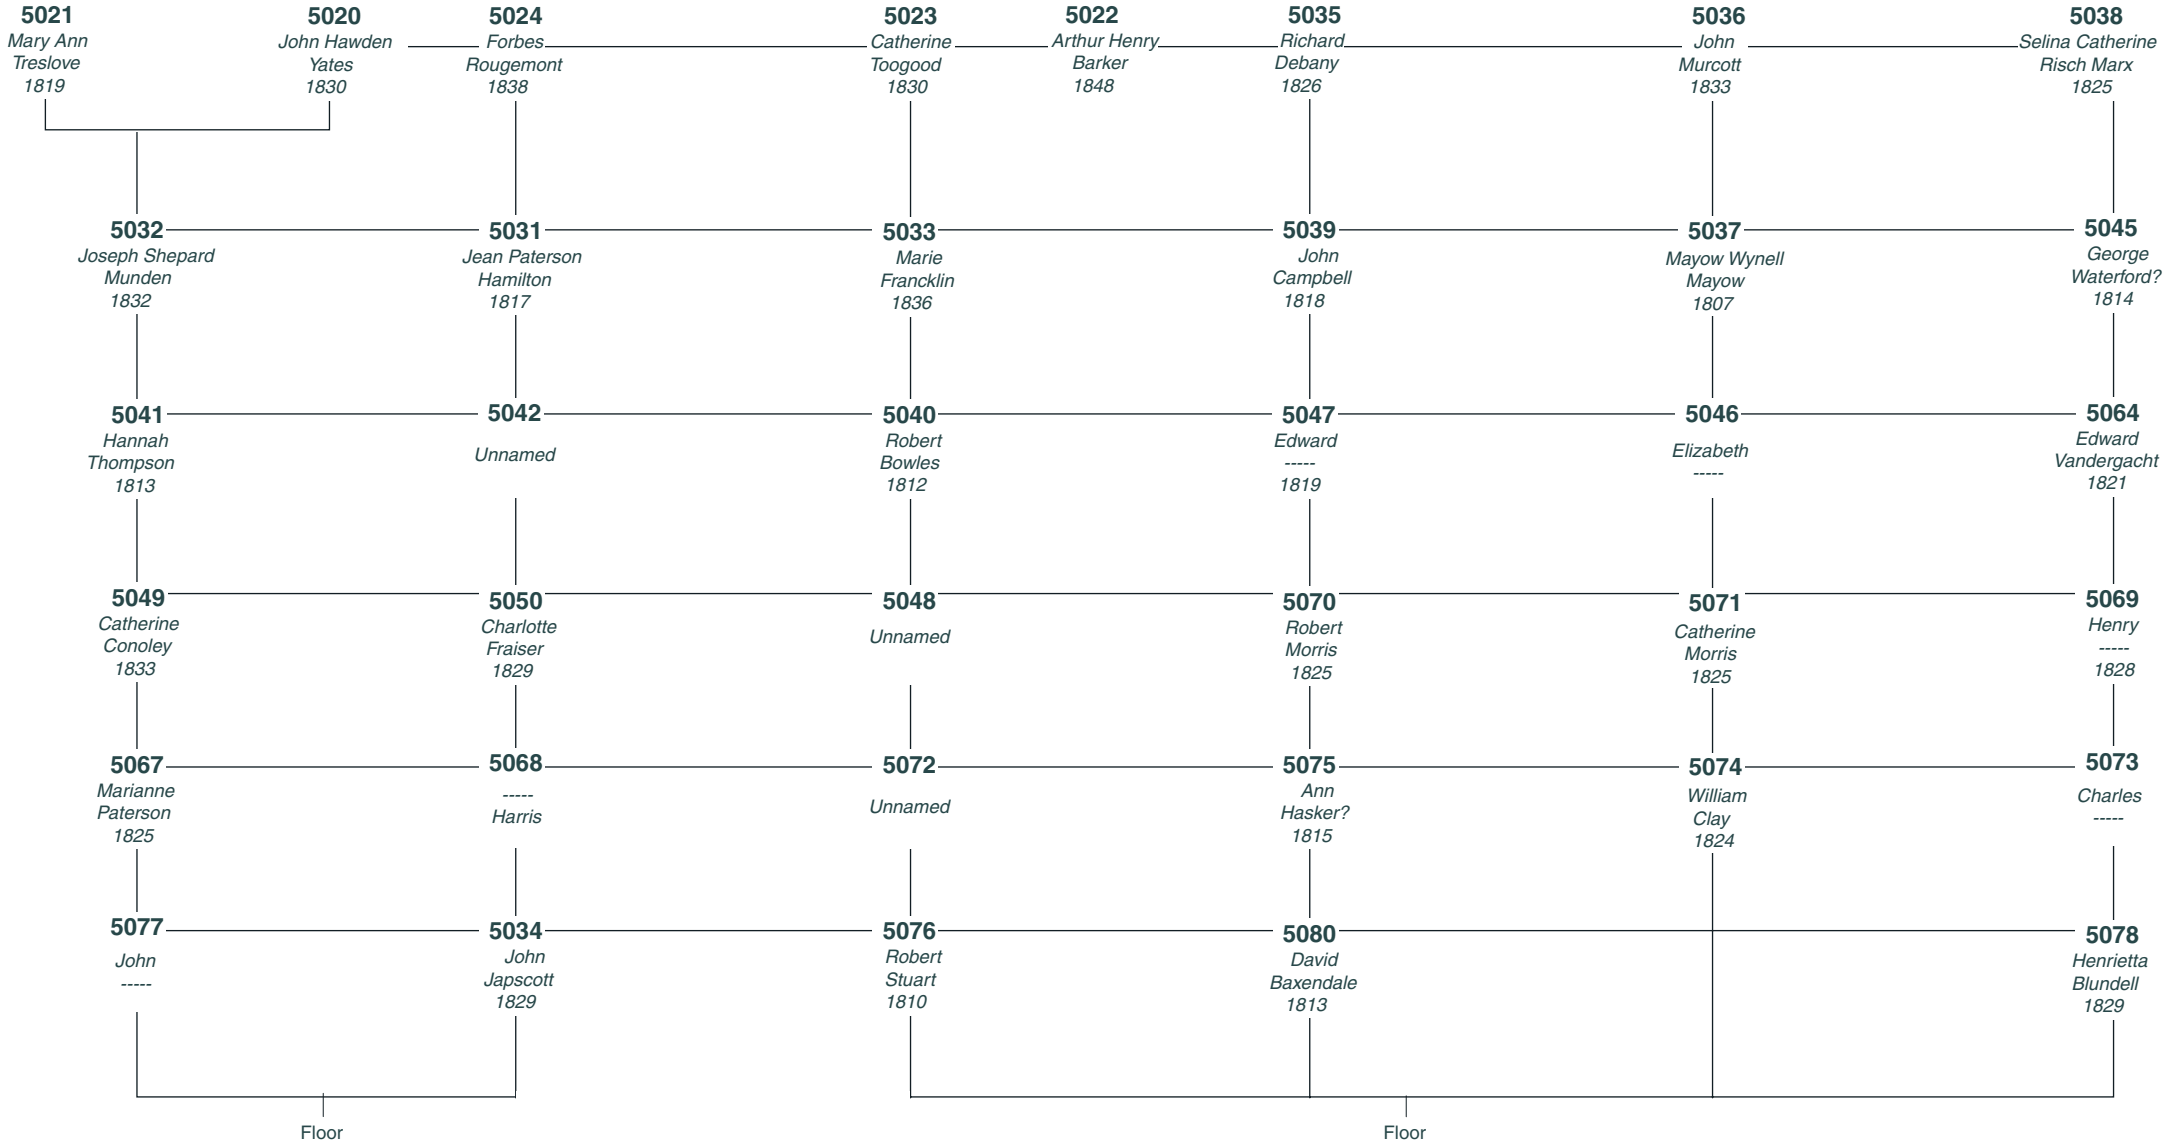 5021
Mary Ann
Treslove
1819
5020
John Hawden
Yates
1830
5024
Forbes
Rougemont
1838
5023
Catherine
Toogood
1830
5022
Arthur Henry
Barker
1848
5035
Richard
Debany
1826
5036
John
Murcott
1833
5038
Selina Catherine
Risch Marx
1825
5032
Joseph Shepard
Munden
1832
5031
Jean Paterson
Hamilton
1817
5033
Marie
Francklin
1836
5039
John
Campbell
1818
5037
Mayow Wynell
Mayow
1807
5045
George
Waterford?
1814
5041
Hannah
Thompson
1813
5042
Unnamed
5040
Robert
Bowles
1812
5047
Edward
-----
1819
5046
Elizabeth
-----
5064
Edward
Vandergacht
1821
5049
Catherine
Conoley
1833
5050
Charlotte
Fraiser
1829
5048
Unnamed
5070
Robert
Morris
1825
5071
Catherine
Morris
1825
5069
Henry
-----
1828
5067
Marianne
Paterson
1825
5068
-----
Harris
5072
Unnamed
5075
Ann
Hasker?
1815
5074
William
Clay
1824
5073
Charles
-----
5077
John
-----
5034
John
Japscott
1829
5076
Robert
Stuart
1810
5080
David
Baxendale
1813
5078
Henrietta
Blundell
1829
Floor
Floor